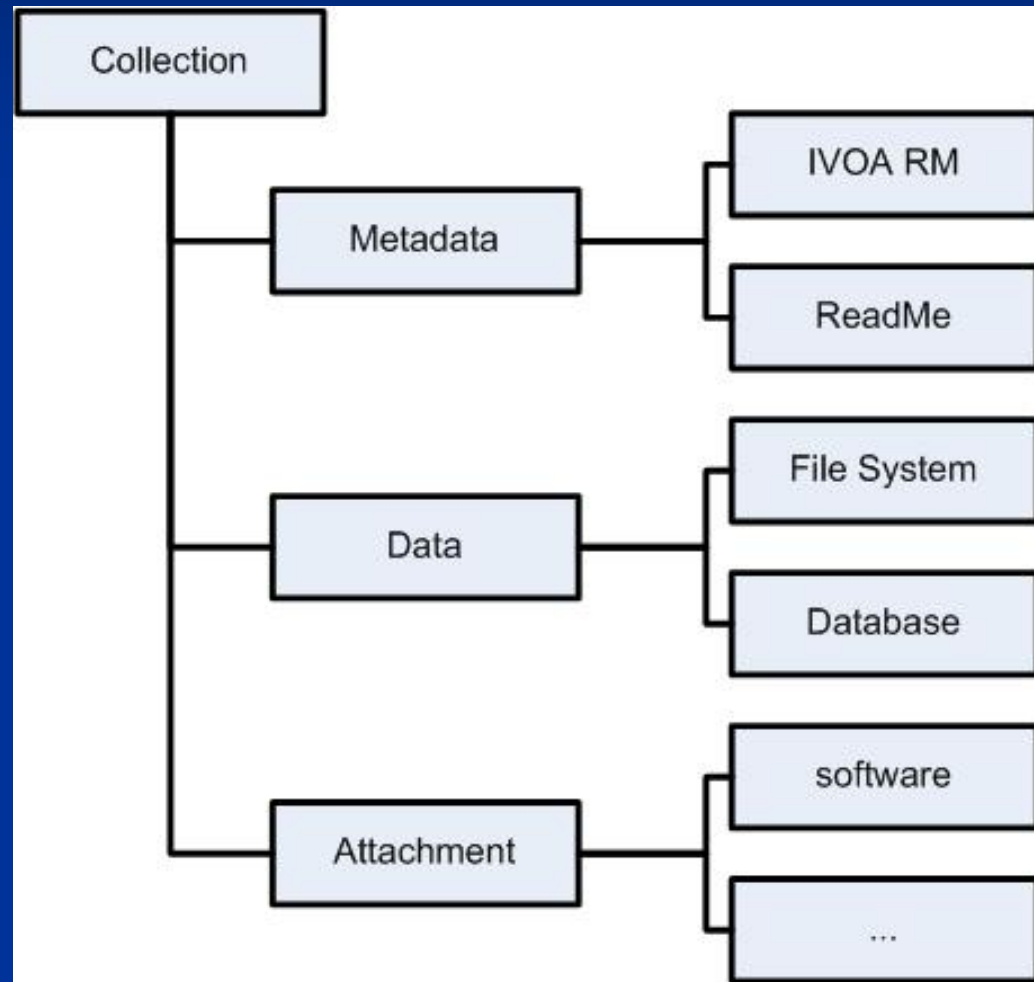 Collection
Metadata
IVOA RM
ReadMe
Data
File System
Database
Attachment
software
...